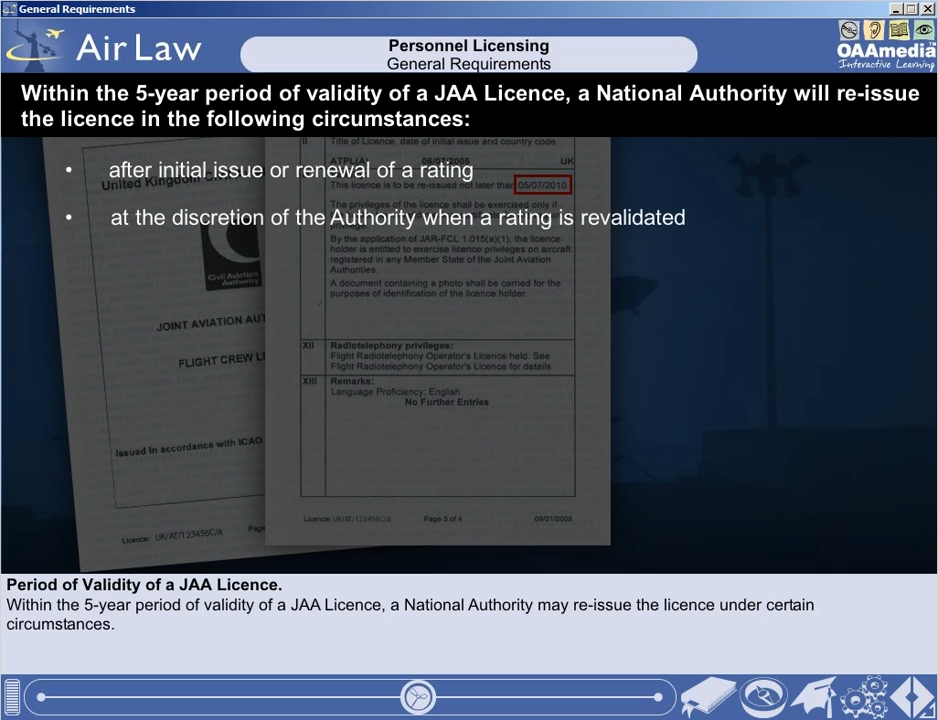 General Requirements
Air Law
Personnel Licensing
General Requirements
OAAmedia
Interactive Learning
Within the 5-year period of validity of a JAA Licence, a National Authority will re-issue
the licence in the following circumstances:
• after initial issue or renewal of a rating
• at the discretion of the Authority when a rating is revalidated
United Kingdom
Civil Aviation
Authority
JOINT AVIATION AUT
FLIGHT CREW LI
Issued in accordance with ICAO
Licence: UK/AT/123456C/A Page
II Title of Licence, date of initial issue and country code
ATPL(A) 06/07/2005 UK
This licence is to be re-issued not later than 05/07/2010
The privileges of the licence shall be exercised only if
By the application of JAR-FCL 1.015(a)(1), the licence
holder is entitled to exercise licence privileges on aircraft
registered in any Member State of the Joint Aviation
Authorities.
A document containing a photo shall be carried for the
purposes of identification of the licence holder
XII Radiotelephony privileges:
Flight Radiotelephony Operator's Licence held. See
Flight Radiotelephony Operator's Licence for details
XIII Remarks:
Language Proficiency: English
No Further Entries
Licence: UK/AT/123456C/A Page 3 of 4 09/01/2006
Period of Validity of a JAA Licence.
Within the 5-year period of validity of a JAA Licence, a National Authority may re-issue the licence under certain
circumstances.